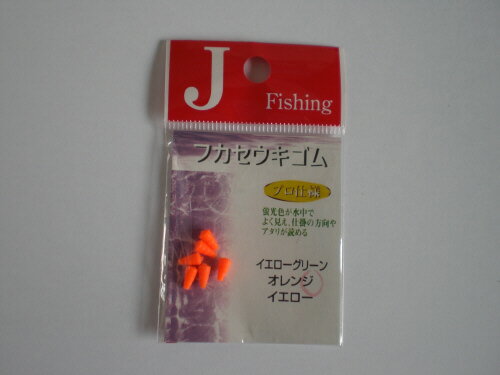 J
Fishing
フカセウキゴム
プロ仕様
蛍光色が水中で
よく見え、仕掛の方向や
アタリが読める
イエローグリーン
オレンジ
イエロー